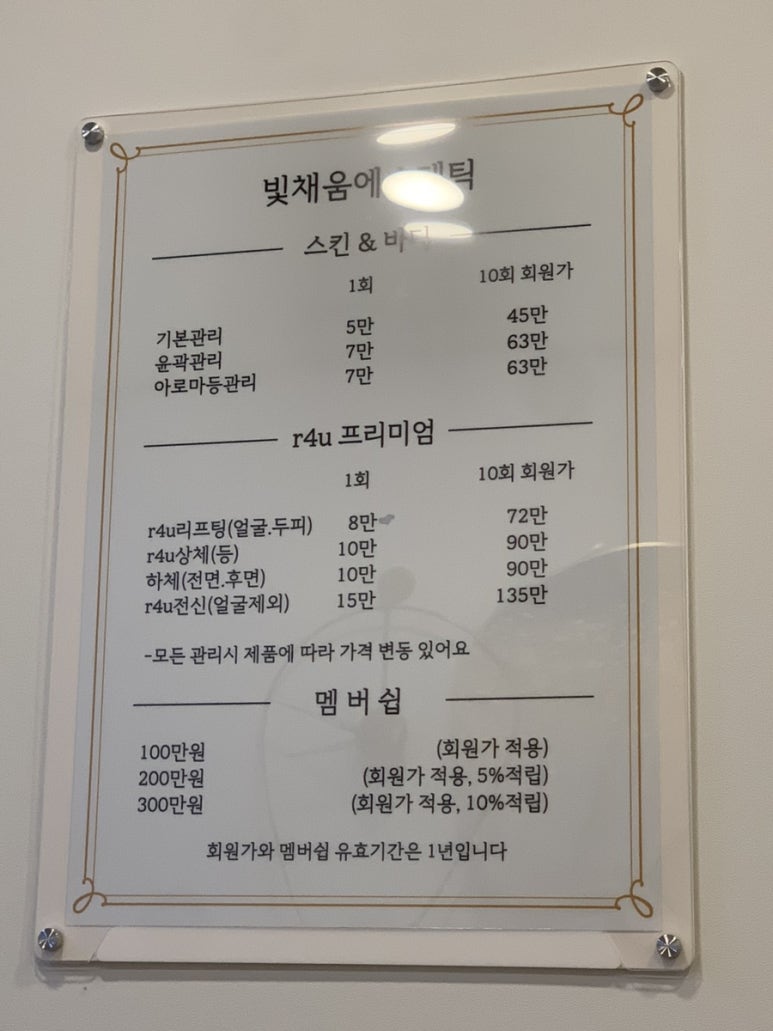 빛채움에스테틱
스킨 & 바디
1회 10회 회원가
기본관리 5만 45만
윤곽관리 7만 63만
아로마등관리 7만 63만
r4u 프리미엄
1회 10회 회원가
r4u리프팅(얼굴.두피) 8만 72만
r4u상체(등) 10만 90만
하체(전면.후면) 10만 90만
r4u전신(얼굴제외) 15만 135만
-모든 관리시 제품에 따라 가격 변동 있어요
멤 버 쉽
100만원 (회원가 적용)
200만원 (회원가 적용, 5%적립)
300만원 (회원가 적용, 10%적립)
회원가와 멤버쉽 유효기간은 1년입니다